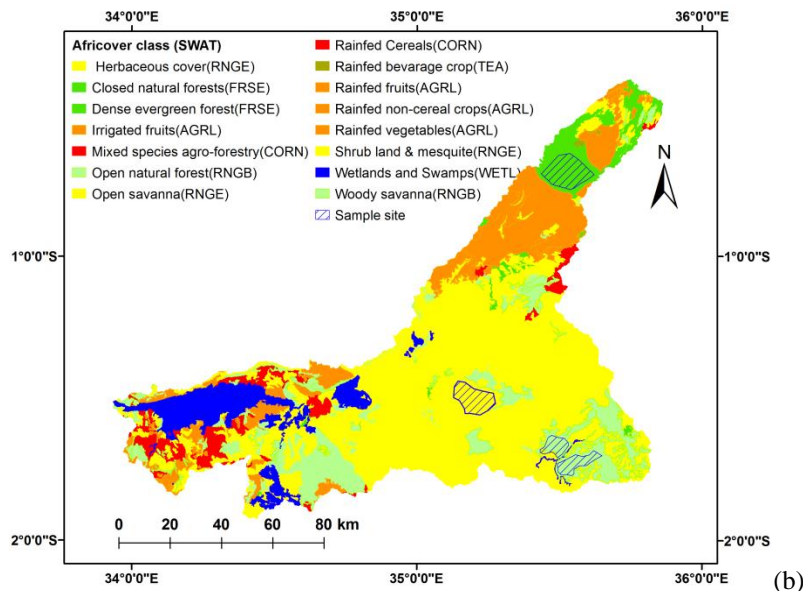 34°0'0"E 35°0'0"E 36°0'0"E
Africover class (SWAT)
Herbaceous cover(RNGE)
Closed natural forests(FRSE)
Dense evergreen forest(FRSE)
Irrigated fruits(AGRL)
Mixed species agro-forestry(CORN)
Open natural forest(RNGB)
Open savanna(RNGE)
Rainfed Cereals(CORN)
Rainfed bevarage crop(TEA)
Rainfed fruits(AGRL)
Rainfed non-cereal crops(AGRL)
Rainfed vegetables(AGRL)
Shrub land & mesquite(RNGE)
Wetlands and Swamps(WETL)
Woody savanna(RNGB)
Sample site
N
1°0'0"S 1°0'0"S
0 20 40 60 80 km
2°0'0"S 2°0'0"S
34°0'0"E 35°0'0"E 36°0'0"E
(b)